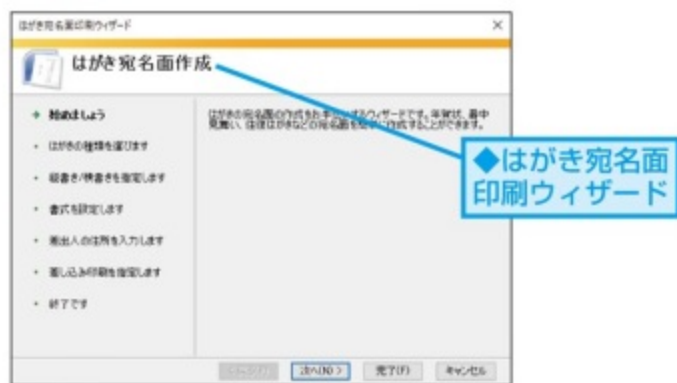 はがき宛名面印刷ウィザード
はがき宛名面作成
始めましょう
はがきの宛名面の作成をお手伝いするウィザードです。年賀状、暑中
見舞い、往復はがきなどの宛名面を簡単に作成することができます。
はがきの種類を選びます
縦書き/横書きを指定します
書式を設定します
差出人の住所を入力します
差し込み印刷を指定します
終了です
◆はがき宛名面
印刷ウィザード
次へ(N) >
完了(F)
キャンセル